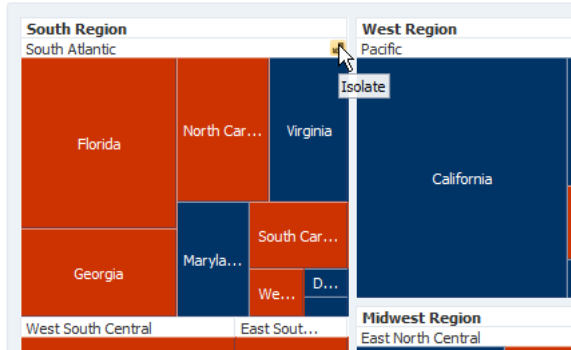 South Region
South Atlantic
Isolate
Florida
North Car...
Virginia
Georgia
Maryla...
South Car...
We...
D...
West South Central
East Sout...
West Region
Pacific
California
Midwest Region
East North Central